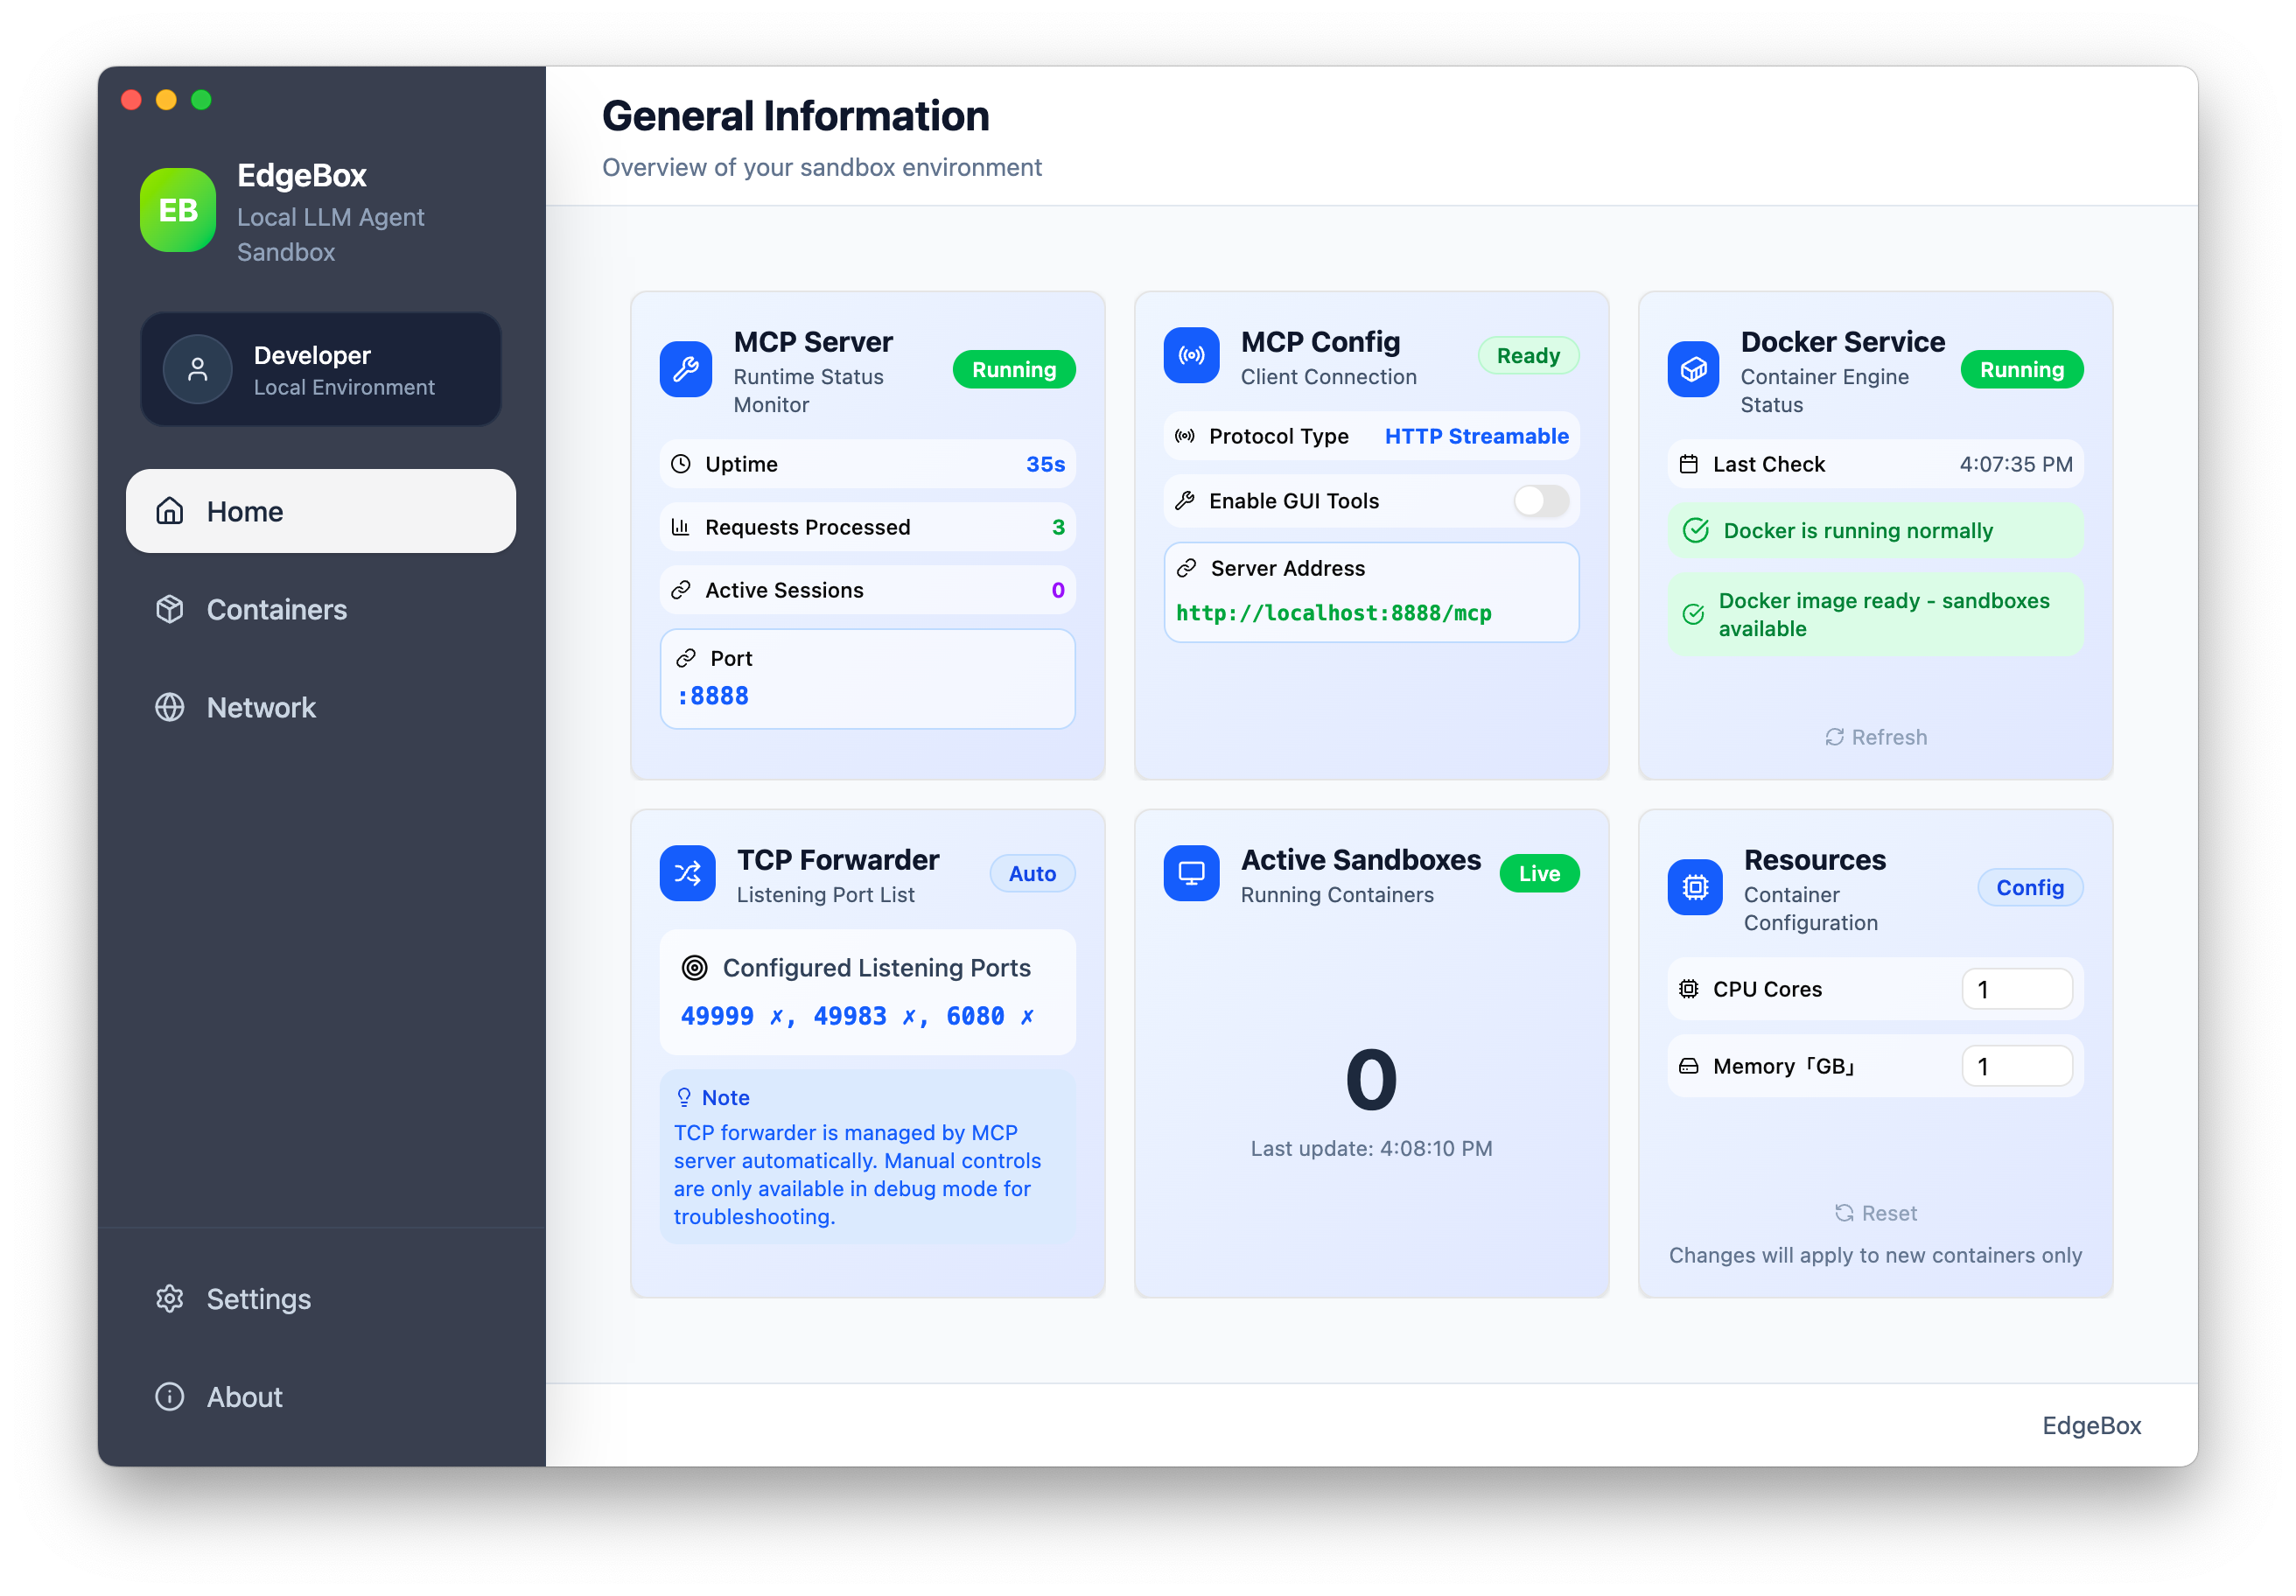 EB
EdgeBox
Local LLM Agent
Sandbox
Developer
Local Environment
Home
Containers
Network
Settings
About
General Information
Overview of your sandbox environment
MCP Server
Runtime Status
Monitor
Running
Uptime
35s
Requests Processed
3
Active Sessions
0
Port
:8888
MCP Config
Client Connection
Ready
Protocol Type
HTTP Streamable
Enable GUI Tools
Server Address
http://localhost:8888/mcp
Docker Service
Container Engine
Status
Running
Last Check
4:07:35 PM
Docker is running normally
Docker image ready - sandboxes
available
Refresh
TCP Forwarder
Listening Port List
Auto
Configured Listening Ports
49999 ✗, 49983 ✗, 6080 ✗
Note
TCP forwarder is managed by MCP
server automatically. Manual controls
are only available in debug mode for
troubleshooting.
Active Sandboxes
Running Containers
Live
0
Last update: 4:08:10 PM
Resources
Container
Configuration
Config
CPU Cores
1
Memory「GB」
1
Reset
Changes will apply to new containers only
EdgeBox